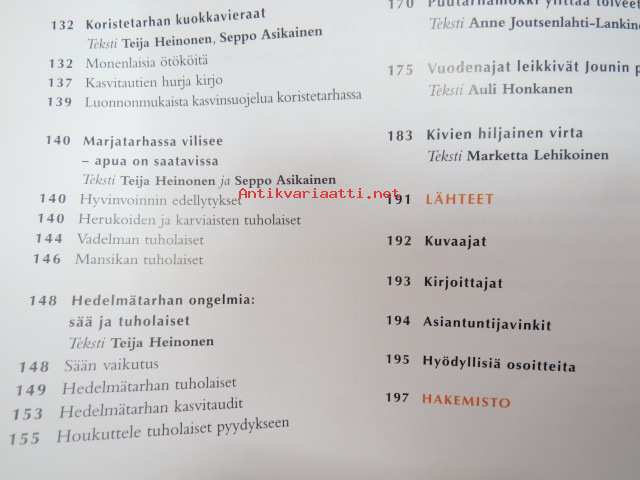 132 Koristetarhan kuokkavieraat
Teksti Teija Heinonen, Seppo Asikainen
132 Monenlaisia ötököitä
137 Kasvitautien hurja kirjo
139 Luonnonmukaista kasvinsuojelua koristetarhassa
140 Marjatarhassa vilisee
– apua on saatavissa
Teksti Teija Heinonen ja Seppo Asikainen
140 Hyvinvoinnin edellytykset
140 Herukoiden ja karviaisten tuholaiset
144 Vadelman tuholaiset
146 Mansikan tuholaiset
148 Hedelmätarhan ongelmia:
sää ja tuholaiset
Teksti Teija Heinonen
148 Sään vaikutus
149 Hedelmätarhan tuholaiset
153 Hedelmätarhan kasvitaudit
155 Houkuttele tuholaiset pyydykseen
170 Puutarhamökki ylittää toiveet
Teksti Anne Joutsenlahti-Lankinen
175 Vuodenajat leikkivät Jounin
Teksti Auli Honkanen
183 Kivien hiljainen virta
Teksti Marketta Lehikoinen
191 LÄHTEET
192 Kuvaajat
193 Kirjoittajat
194 Asiantuntijavinkit
195 Hyödyllisiä osoitteita
197 HAKEMISTO
Antikvariaatti.net